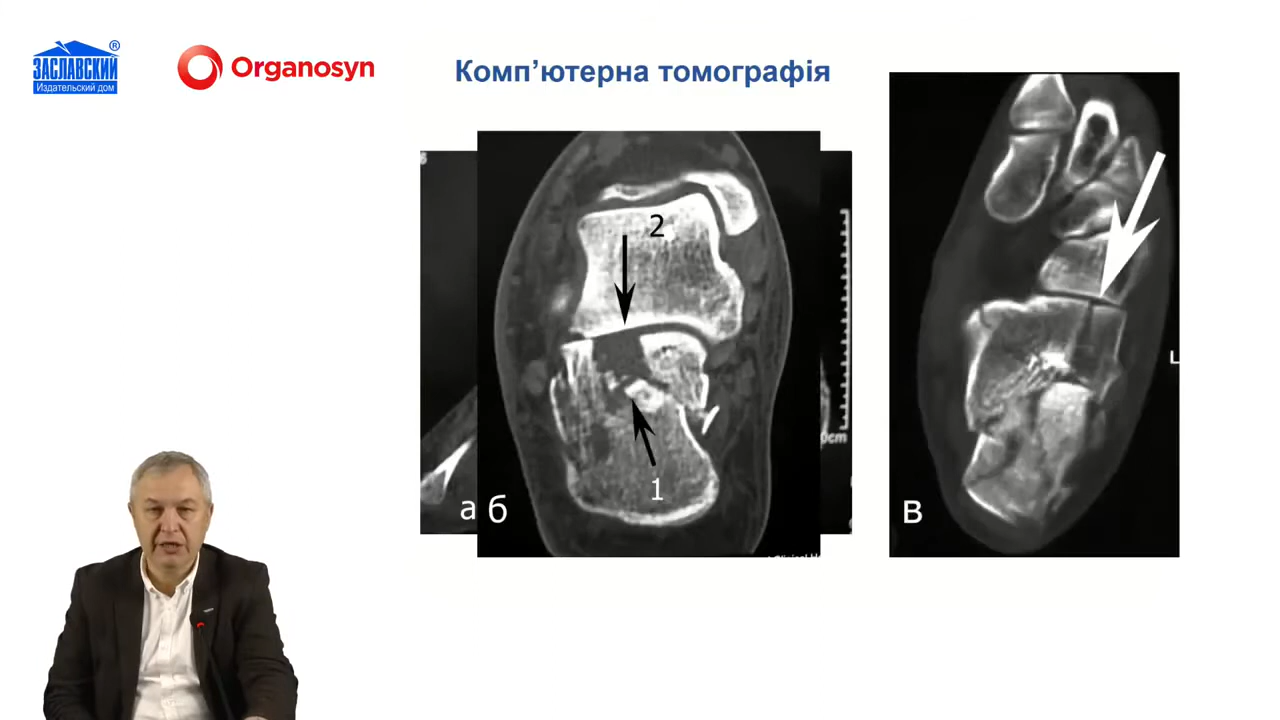 ЗАСЛАВСКИЙ ®
Издательский дом
Organosyn
Комп’ютерна томографія
2
1
а
б
в
L